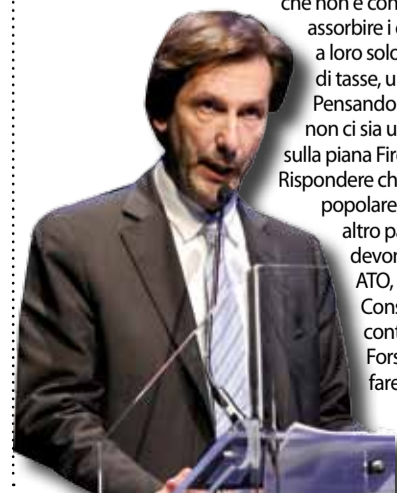 che non è con
assorbire i
a loro solo
di tasse, u
Pensando
non ci sia u
sulla piana Fire
Rispondere ch
popolare
altro pa
devon
ATO,
Cons
cont
Fors
fare